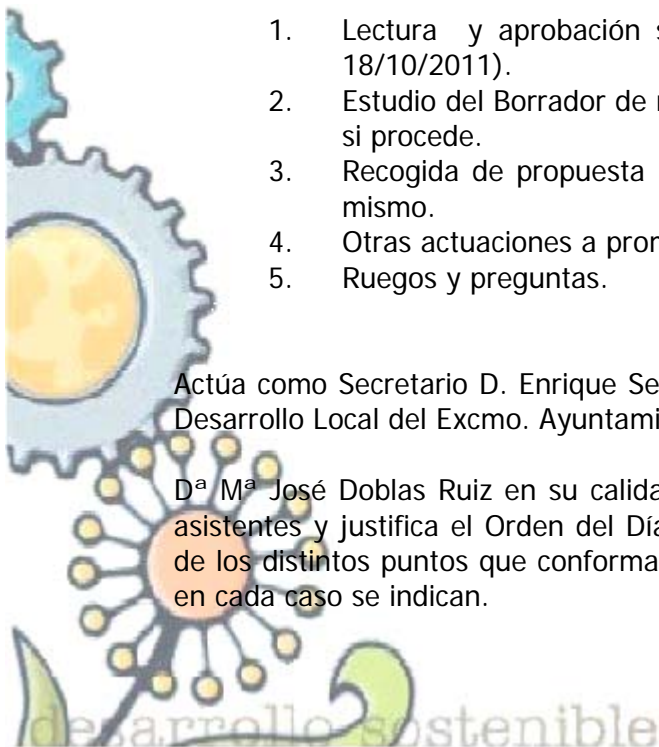 1. Lectura y aprobación s
18/10/2011).
2. Estudio del Borrador de
si procede.
3. Recogida de propuesta
mismo.
4. Otras actuaciones a
5. Ruegos y preguntas.
Actúa como Secretario D. Enrique Se
Desarrollo Local del Excmo. Ayuntami
Dª Mª José Doblas Ruiz en su calida
asistentes y justifica el Orden del Día
de los distintos puntos que conforma
en cada caso se indican.
desarrollo sostenible